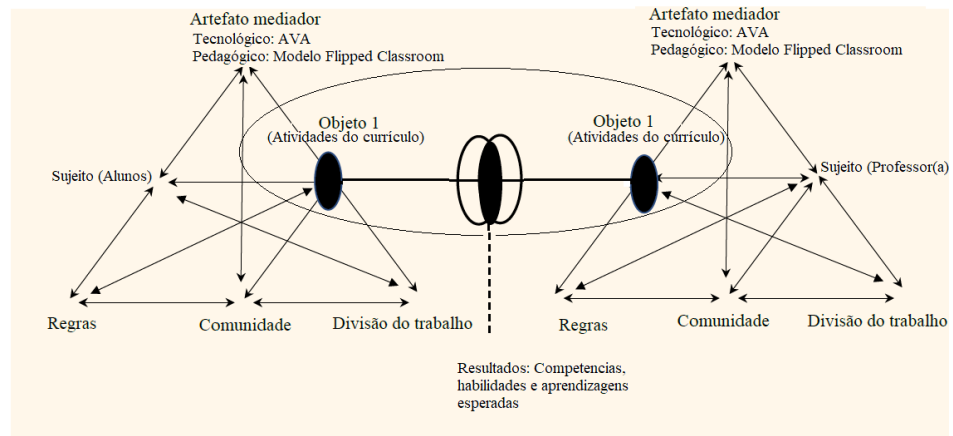 Artefato mediador
Tecnológico: AVA
Pedagógico: Modelo Flipped Classroom
Artefato mediador
Tecnológico: AVA
Pedagógico: Modelo Flipped Classroom
Objeto 1
(Atividades do currículo)
Objeto 1
(Atividades do currículo)
Sujeito (Alunos)
Sujeito (Professor(a)
Regras
Comunidade
Divisão do trabalho
Regras
Comunidade
Divisão do trabalho
Resultados: Competencias,
habilidades e aprendizagens
esperadas